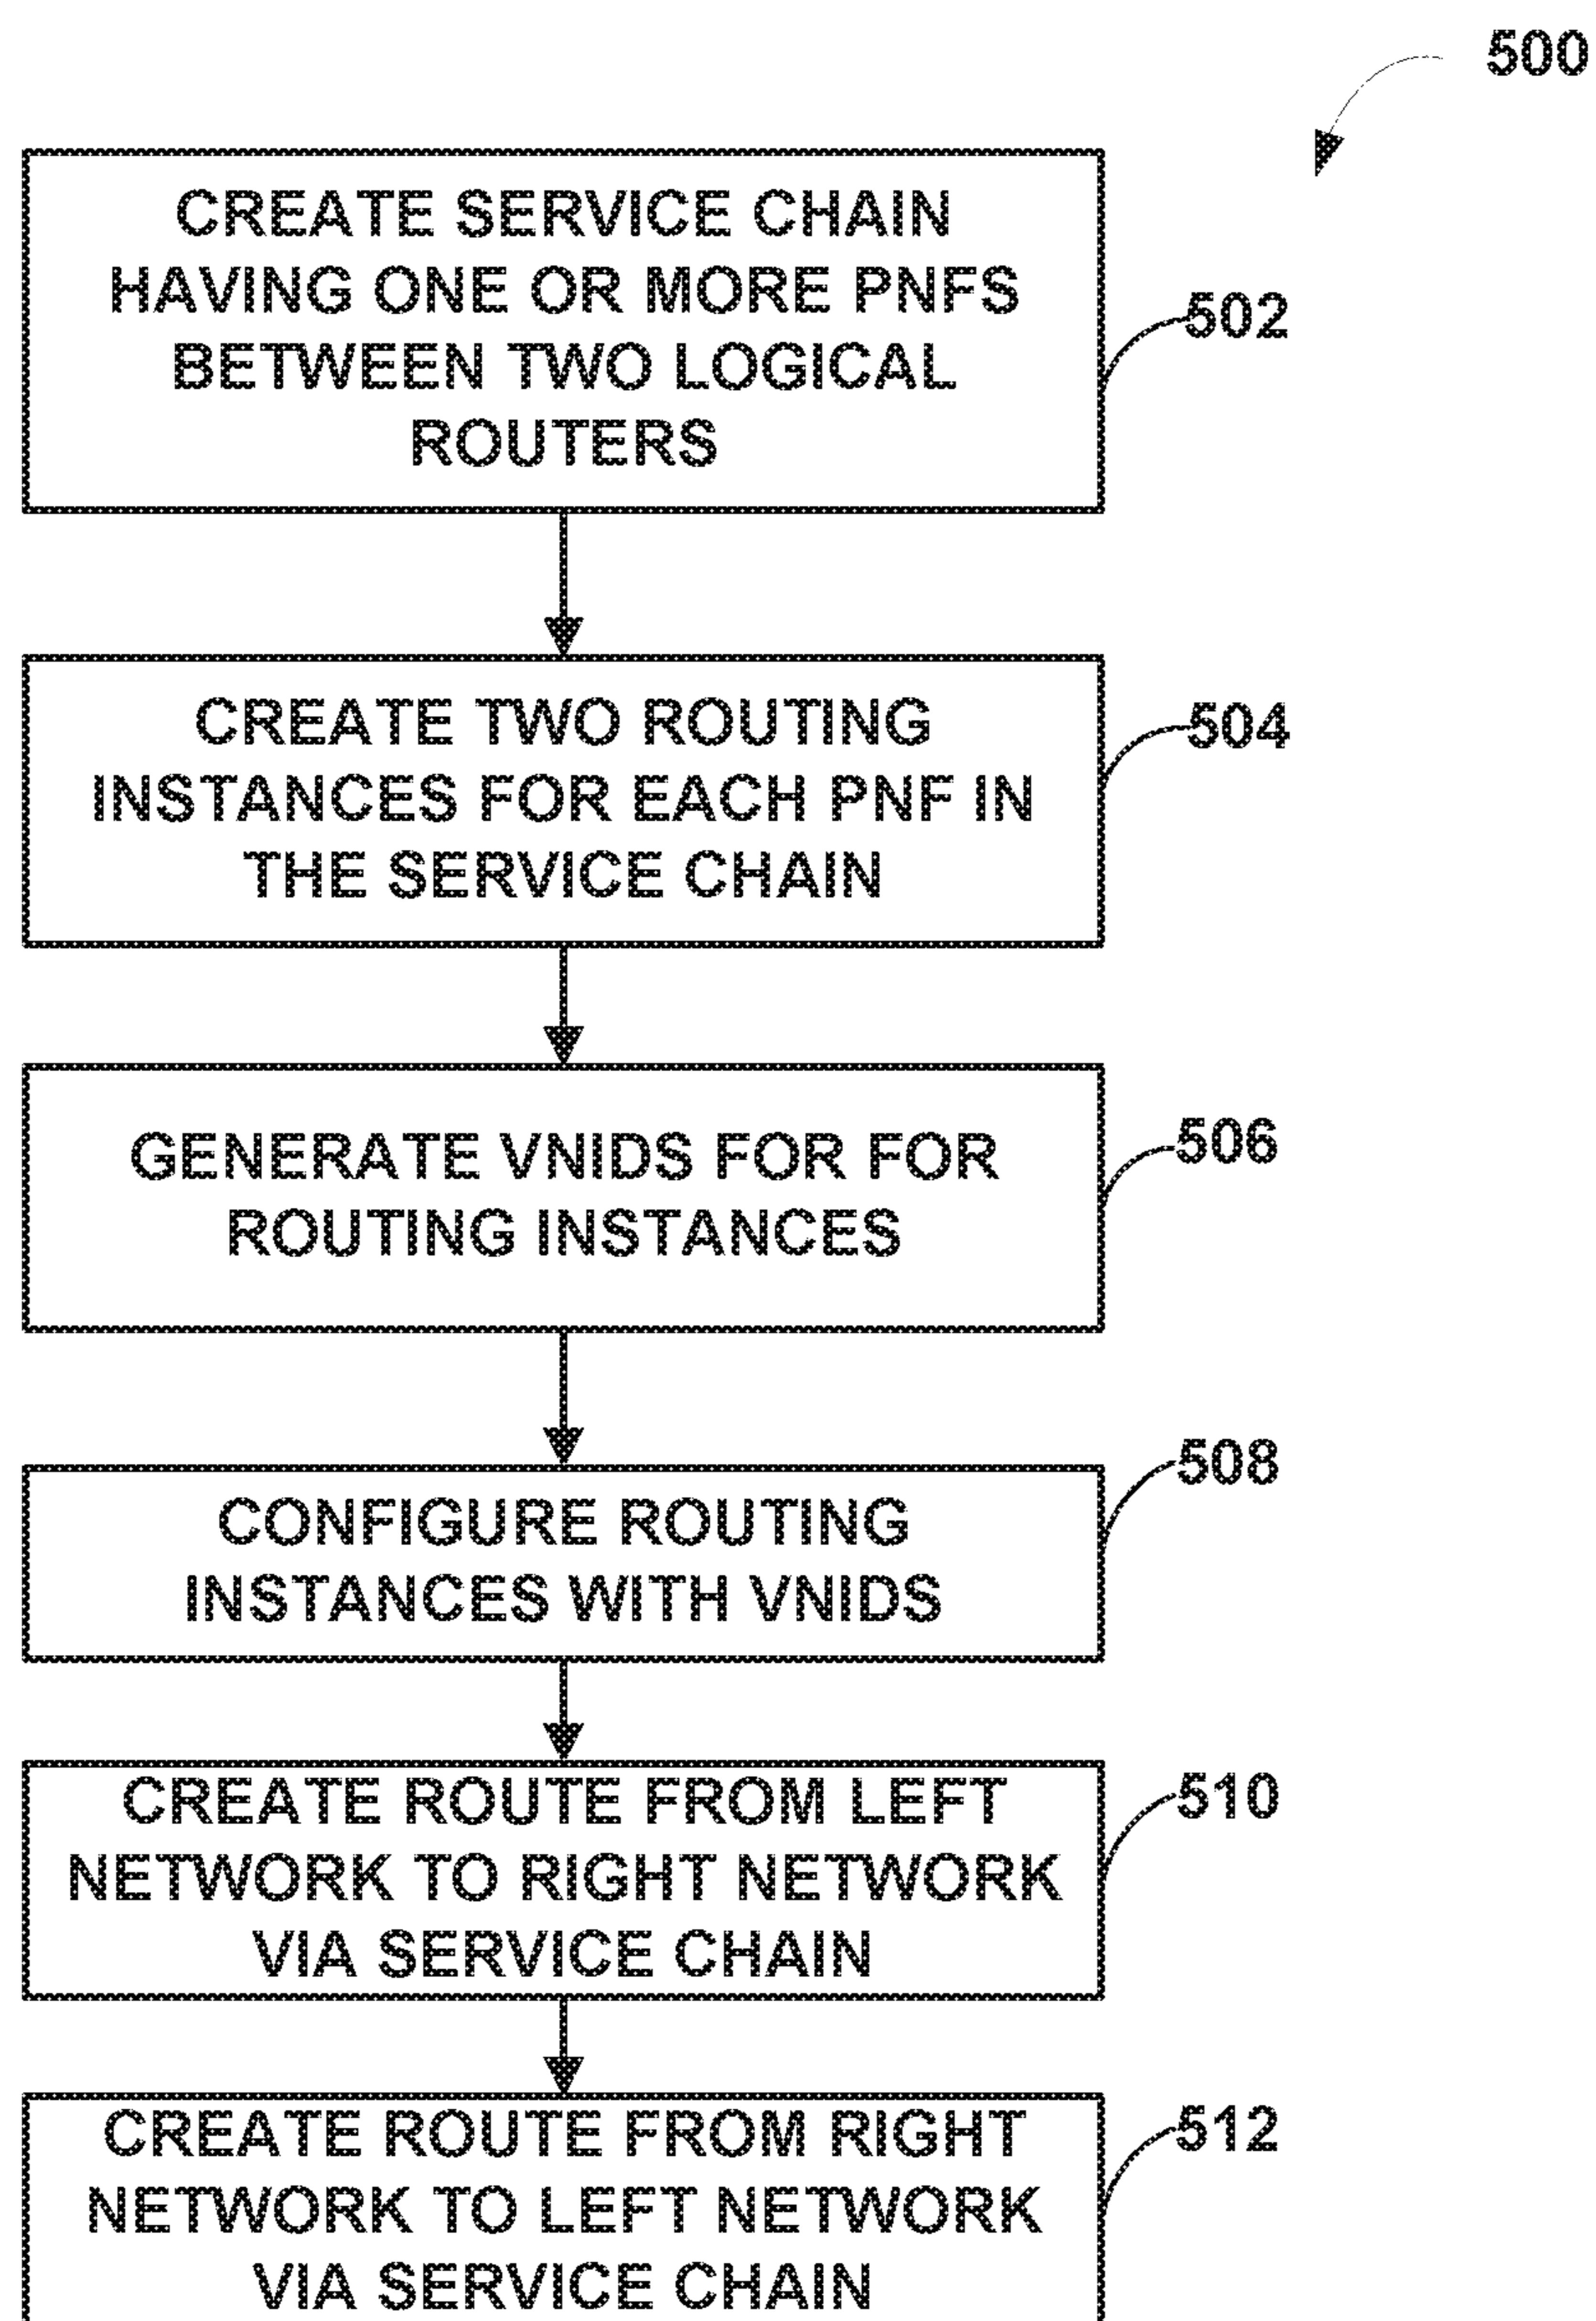 500
CREATE SERVICE CHAIN
HAVING ONE OR MORE PNFS
BETWEEN TWO LOGICAL
ROUTERS
502
CREATE TWO ROUTING
INSTANCES FOR EACH PNF IN
THE SERVICE CHAIN
504
GENERATE VNIDS FOR FOR
ROUTING INSTANCES
506
CONFIGURE ROUTING
INSTANCES WITH VNIDS
508
CREATE ROUTE FROM LEFT
NETWORK TO RIGHT NETWORK
VIA SERVICE CHAIN
510
CREATE ROUTE FROM RIGHT
NETWORK TO LEFT NETWORK
VIA SERVICE CHAIN
512